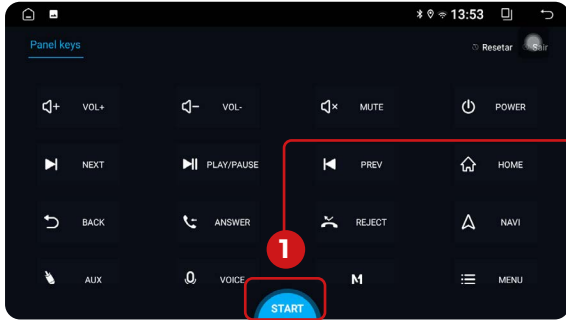 13:53
Panel keys
Resetar Sair
VOL+ VOL- MUTE POWER
NEXT PLAY/PAUSE PREV HOME
BACK ANSWER REJECT NAVI
AUX VOICE M MENU
1
START